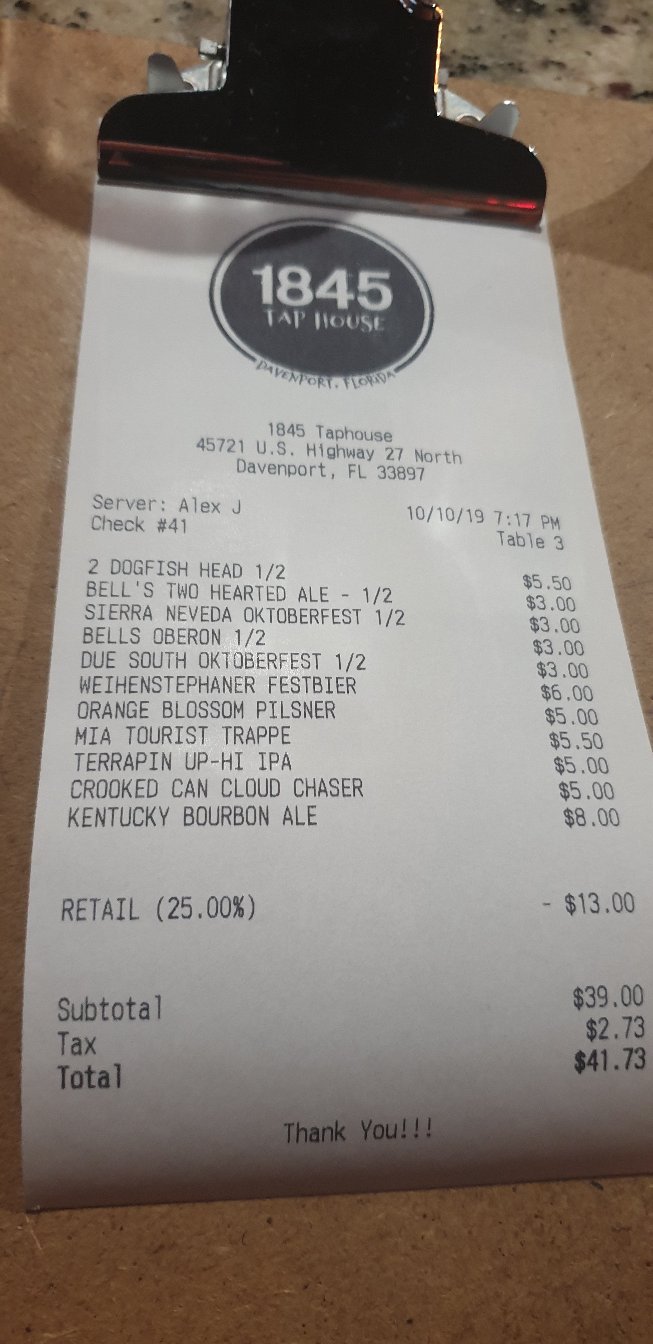 1845
TAP HOUSE
DAVENPORT, FLORIDA
1845 Taphouse
45721 U.S. Highway 27 North
Davenport, FL 33897
Server: Alex J 10/10/19 7:17 PM
Check #41 Table 3
2 DOGFISH HEAD 1/2 $5.50
BELL'S TWO HEARTED ALE - 1/2 $3.00
SIERRA NEVEDA OKTOBERFEST 1/2 $3.00
BELLS OBERON 1/2 $3.00
DUE SOUTH OKTOBERFEST 1/2 $3.00
WEIHENSTEPHANER FESTBIER $6.00
ORANGE BLOSSOM PILSNER $5.00
MIA TOURIST TRAPPE $5.50
TERRAPIN UP-HI IPA $5.00
CROOKED CAN CLOUD CHASER $5.00
KENTUCKY BOURBON ALE $8.00
RETAIL (25.00%) - $13.00
Subtotal $39.00
Tax $2.73
Total $41.73
Thank You!!!